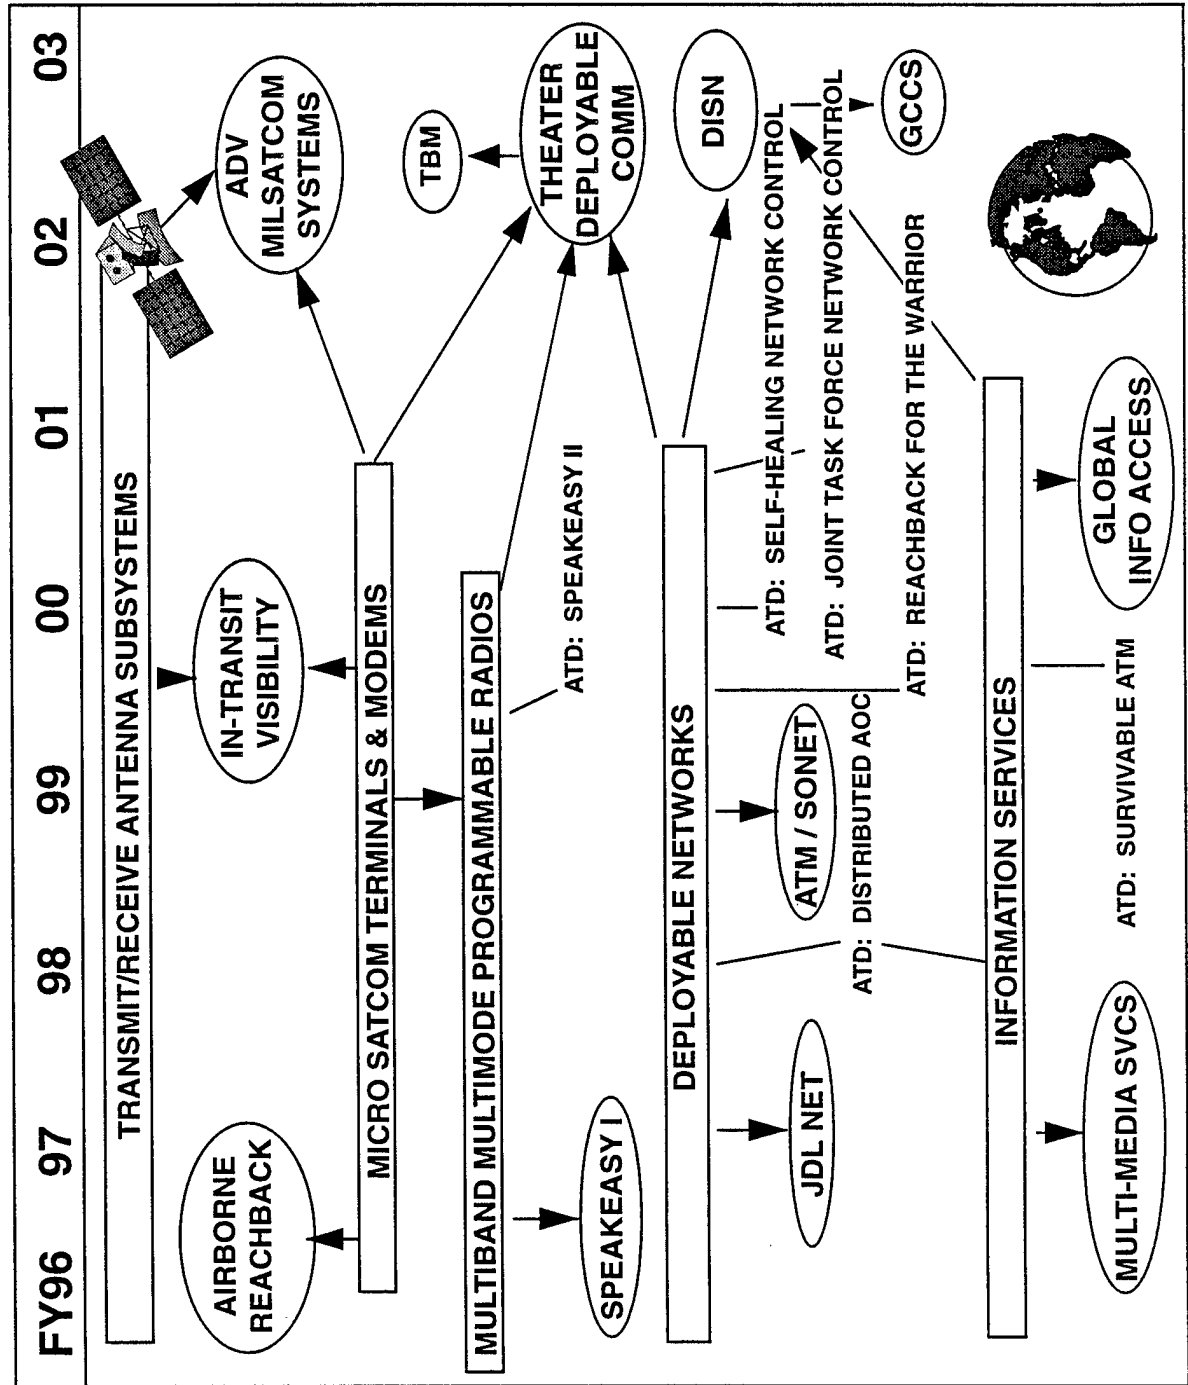 FY96 97 98 99 00 01 02 03
TRANSMIT/RECEIVE ANTENNA SUBSYSTEMS
AIRBORNE
REACHBACK
IN-TRANSIT
VISIBILITY
ADV
MILSATCOM
SYSTEMS
MICRO SATCOM TERMINALS & MODEMS
TBM
MULTIBAND MULTIMODE PROGRAMMABLE RADIOS
THEATER
DEPLOYABLE
COMM
SPEAKEASY I
ATD: SPEAKEASY II
DEPLOYABLE NETWORKS
DISN
JDL NET
ATM / SONET
ATD: SELF-HEALING NETWORK CONTROL
ATD: JOINT TASK FORCE NETWORK CONTROL
ATD: DISTRIBUTED AOC
ATD: REACHBACK FOR THE WARRIOR
GCCS
INFORMATION SERVICES
MULTI-MEDIA SVCS
ATD: SURVIVABLE ATM
GLOBAL
INFO ACCESS